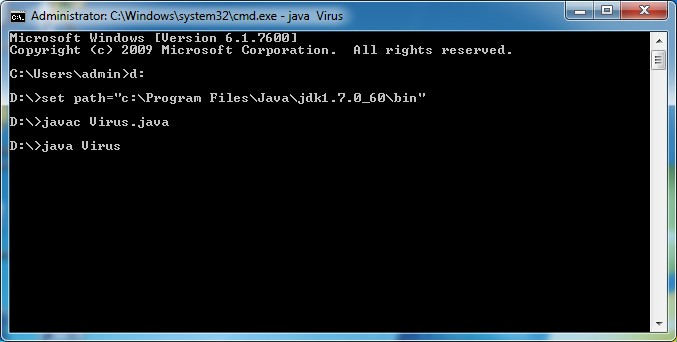 Administrator: C:\Windows\system32\cmd.exe - java  Virus
Microsoft Windows [Version 6.1.7600]
Copyright (c) 2009 Microsoft Corporation.  All rights reserved.
C:\Users\admin>d:
D:\>set path="c:\Program Files\Java\jdk1.7.0_60\bin"
D:\>javac Virus.java
D:\>java Virus